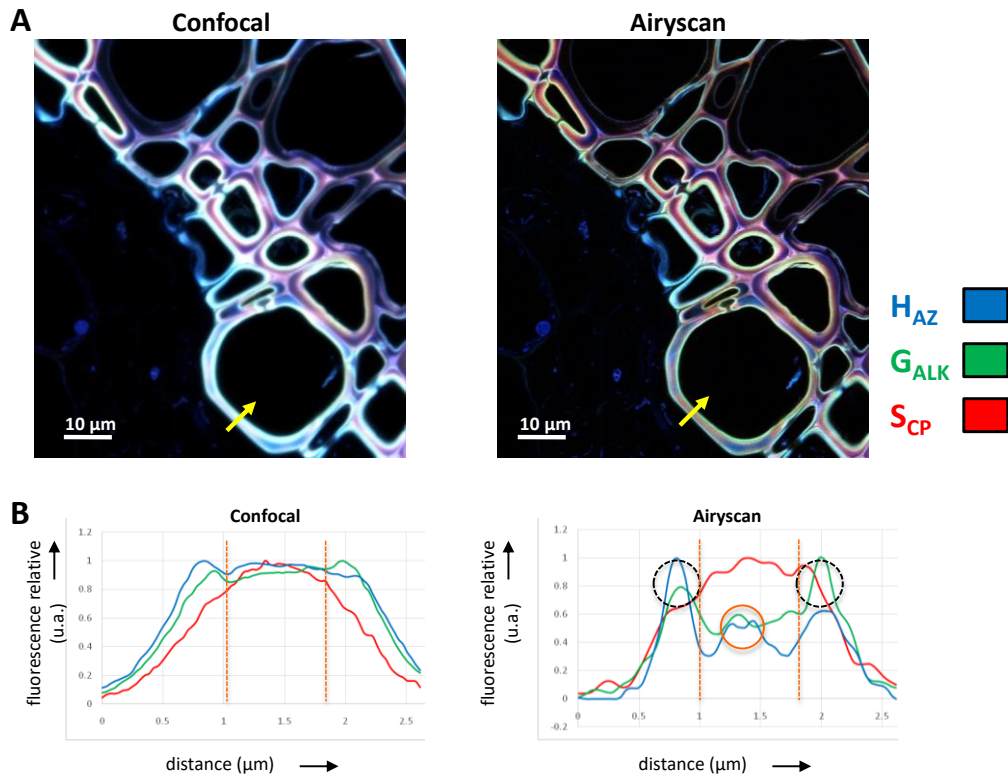 A
Confocal
Airyscan
10 µm
10 µm
H_AZ
G_ALK
S_CP
B
Confocal
fluorescence relative
(u.a.)
1.2
1
0.8
0.6
0.4
0.2
0
0
0.5
1
1.5
2
2.5
distance (µm)
Airyscan
fluorescence relative
(u.a.)
1.2
1
0.8
0.6
0.4
0.2
0
-0.2
0
0.5
1
1.5
2
2.5
distance (µm)